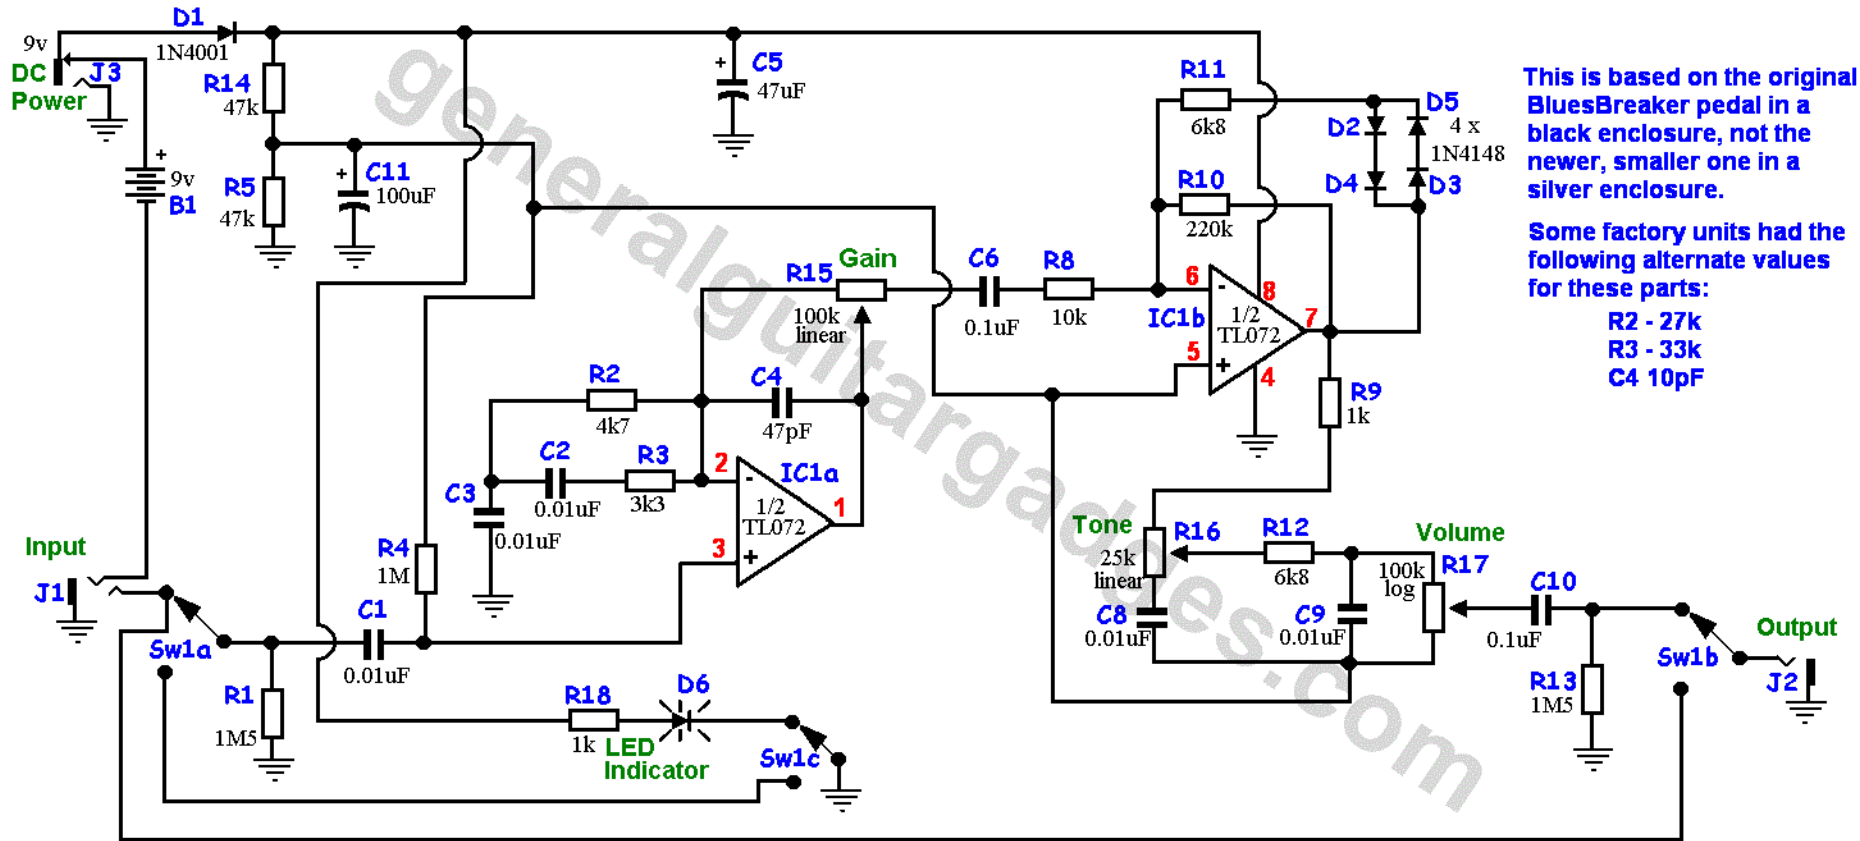 D1
1N4001
9v
DC
Power
J3
R14
47k
C5
47uF
+
R5
47k
C11
100uF
+
9v
B1
+
R11
6k8
R10
220k
D2
D4
D5
4 x
1N4148
D3
This is based on the original
BluesBreaker pedal in a
black enclosure, not the
newer, smaller one in a
silver enclosure.
Some factory units had the
following alternate values
for these parts:
R2 - 27k
R3 - 33k
C4 10pF
Gain
R15
100k
linear
C6
0.1uF
R8
10k
6
-
8
IC1b
1/2
TL072
7
5
+
4
R9
1k
R2
4k7
C4
47pF
C2
0.01uF
R3
3k3
C3
0.01uF
2
-
IC1a
1/2
TL072
1
3
+
R4
1M
Input
J1
Sw1a
C1
0.01uF
R1
1M5
R18
1k
D6
LED
Indicator
Sw1c
Tone
R16
25k
linear
C8
0.01uF
R12
6k8
C9
0.01uF
Volume
R17
100k
log
C10
0.1uF
R13
1M5
Sw1b
Output
J2
generalguitargadgets.com